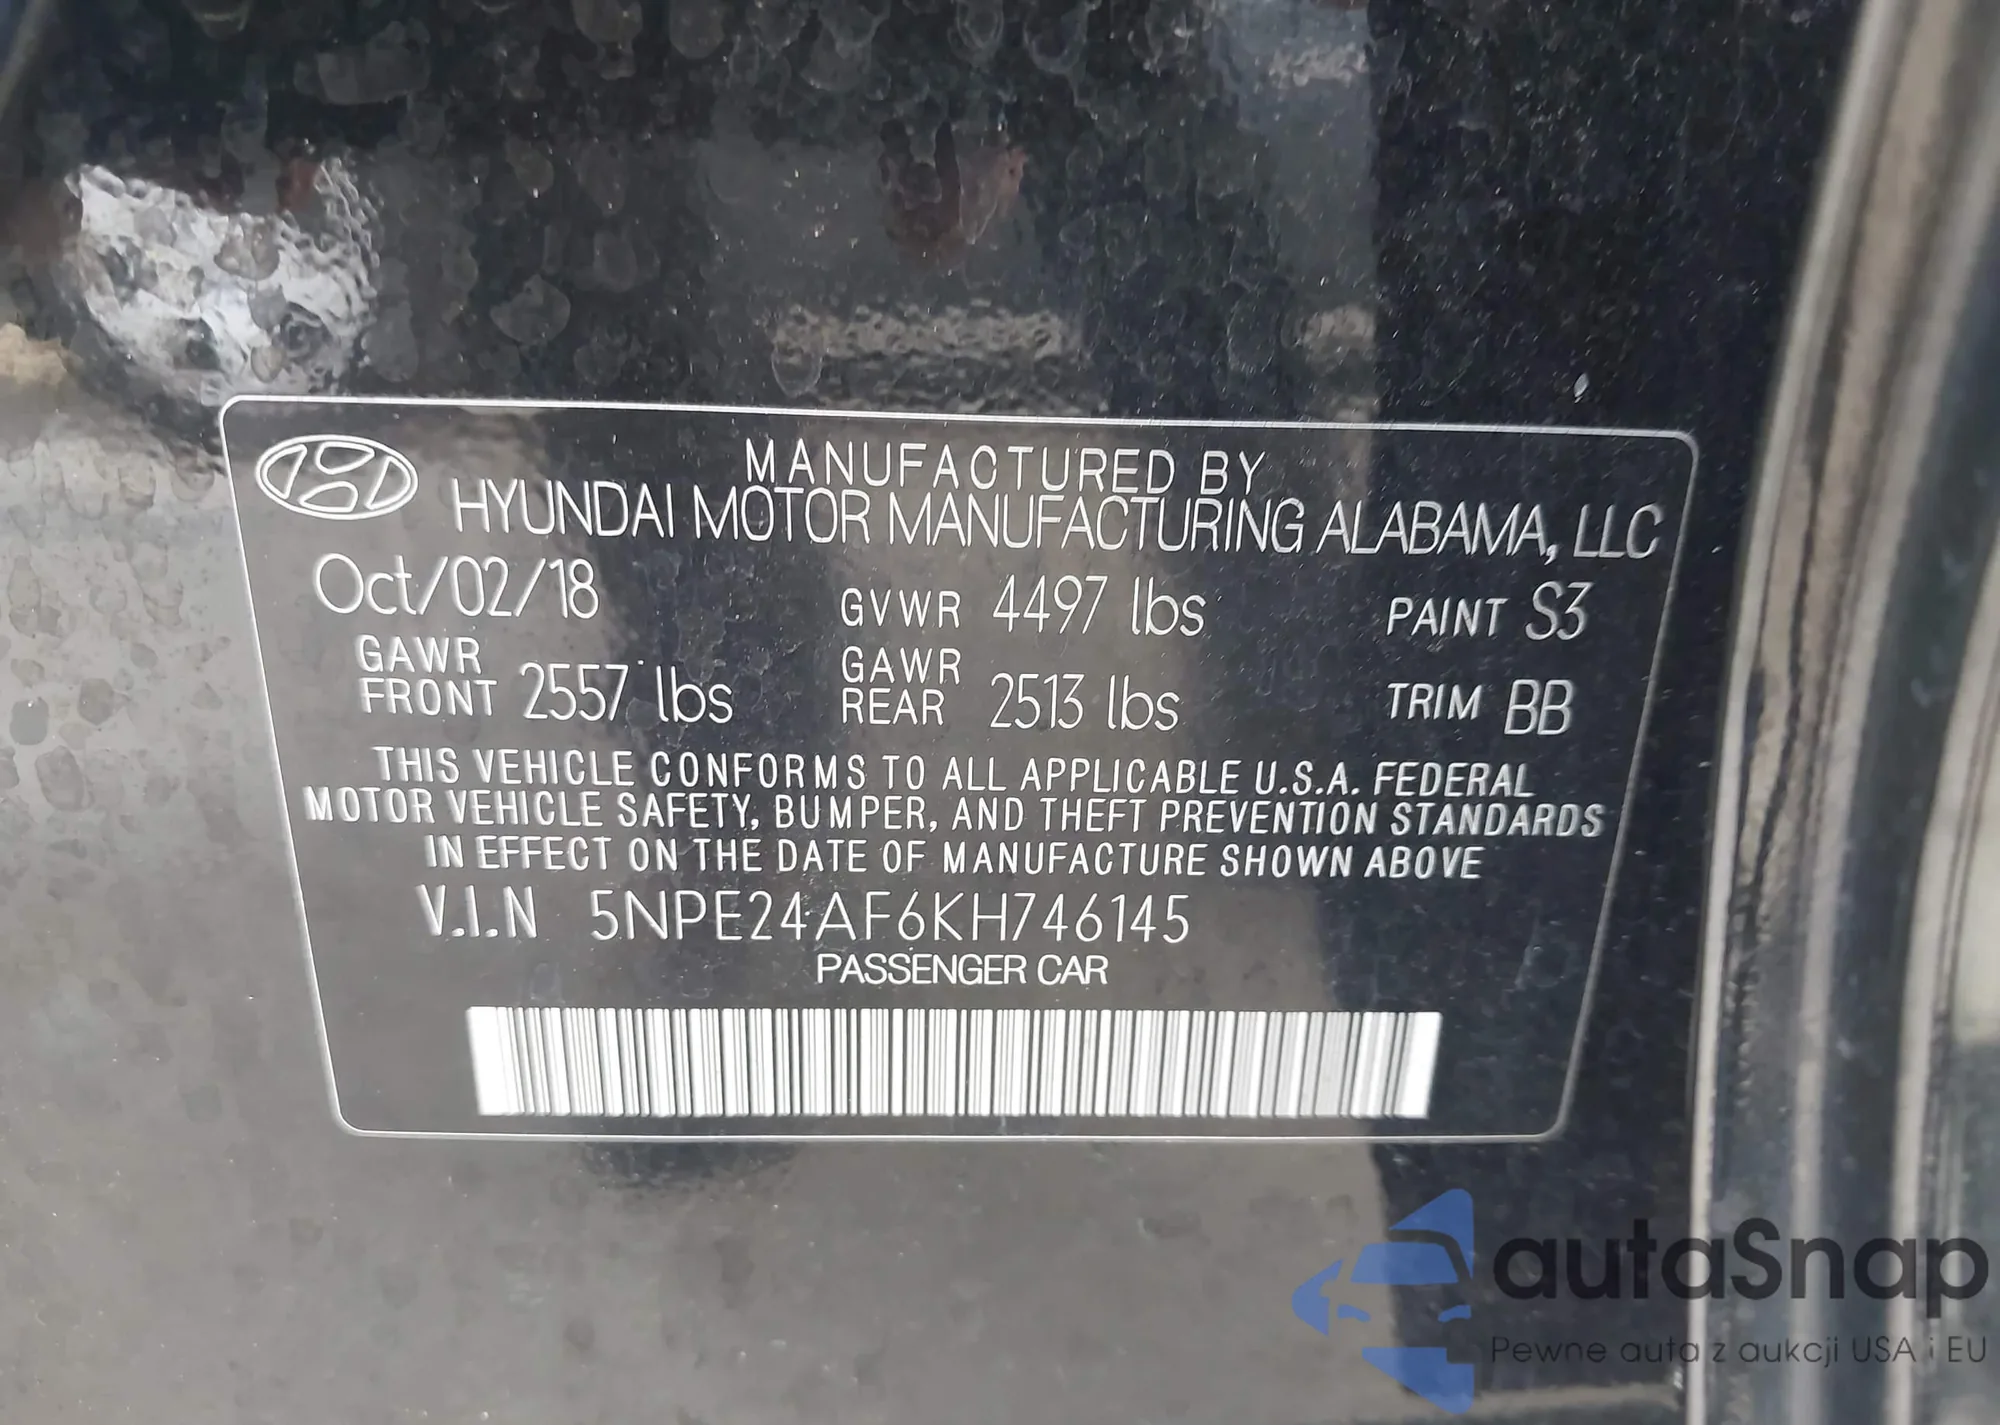 MANUFACTURED BY
HYUNDAI MOTOR MANUFACTURING ALABAMA, LLC
Oct/02/18 GVWR 4497 lbs PAINT S3
GAWR FRONT 2557 lbs GAWR REAR 2513 lbs TRIM BB
THIS VEHICLE CONFORMS TO ALL APPLICABLE U.S.A. FEDERAL
MOTOR VEHICLE SAFETY, BUMPER, AND THEFT PREVENTION STANDARDS
IN EFFECT ON THE DATE OF MANUFACTURE SHOWN ABOVE
V.I.N 5NPE24AF6KH746145
PASSENGER CAR
autaSnap
Pewne auta z aukcji USA i EU